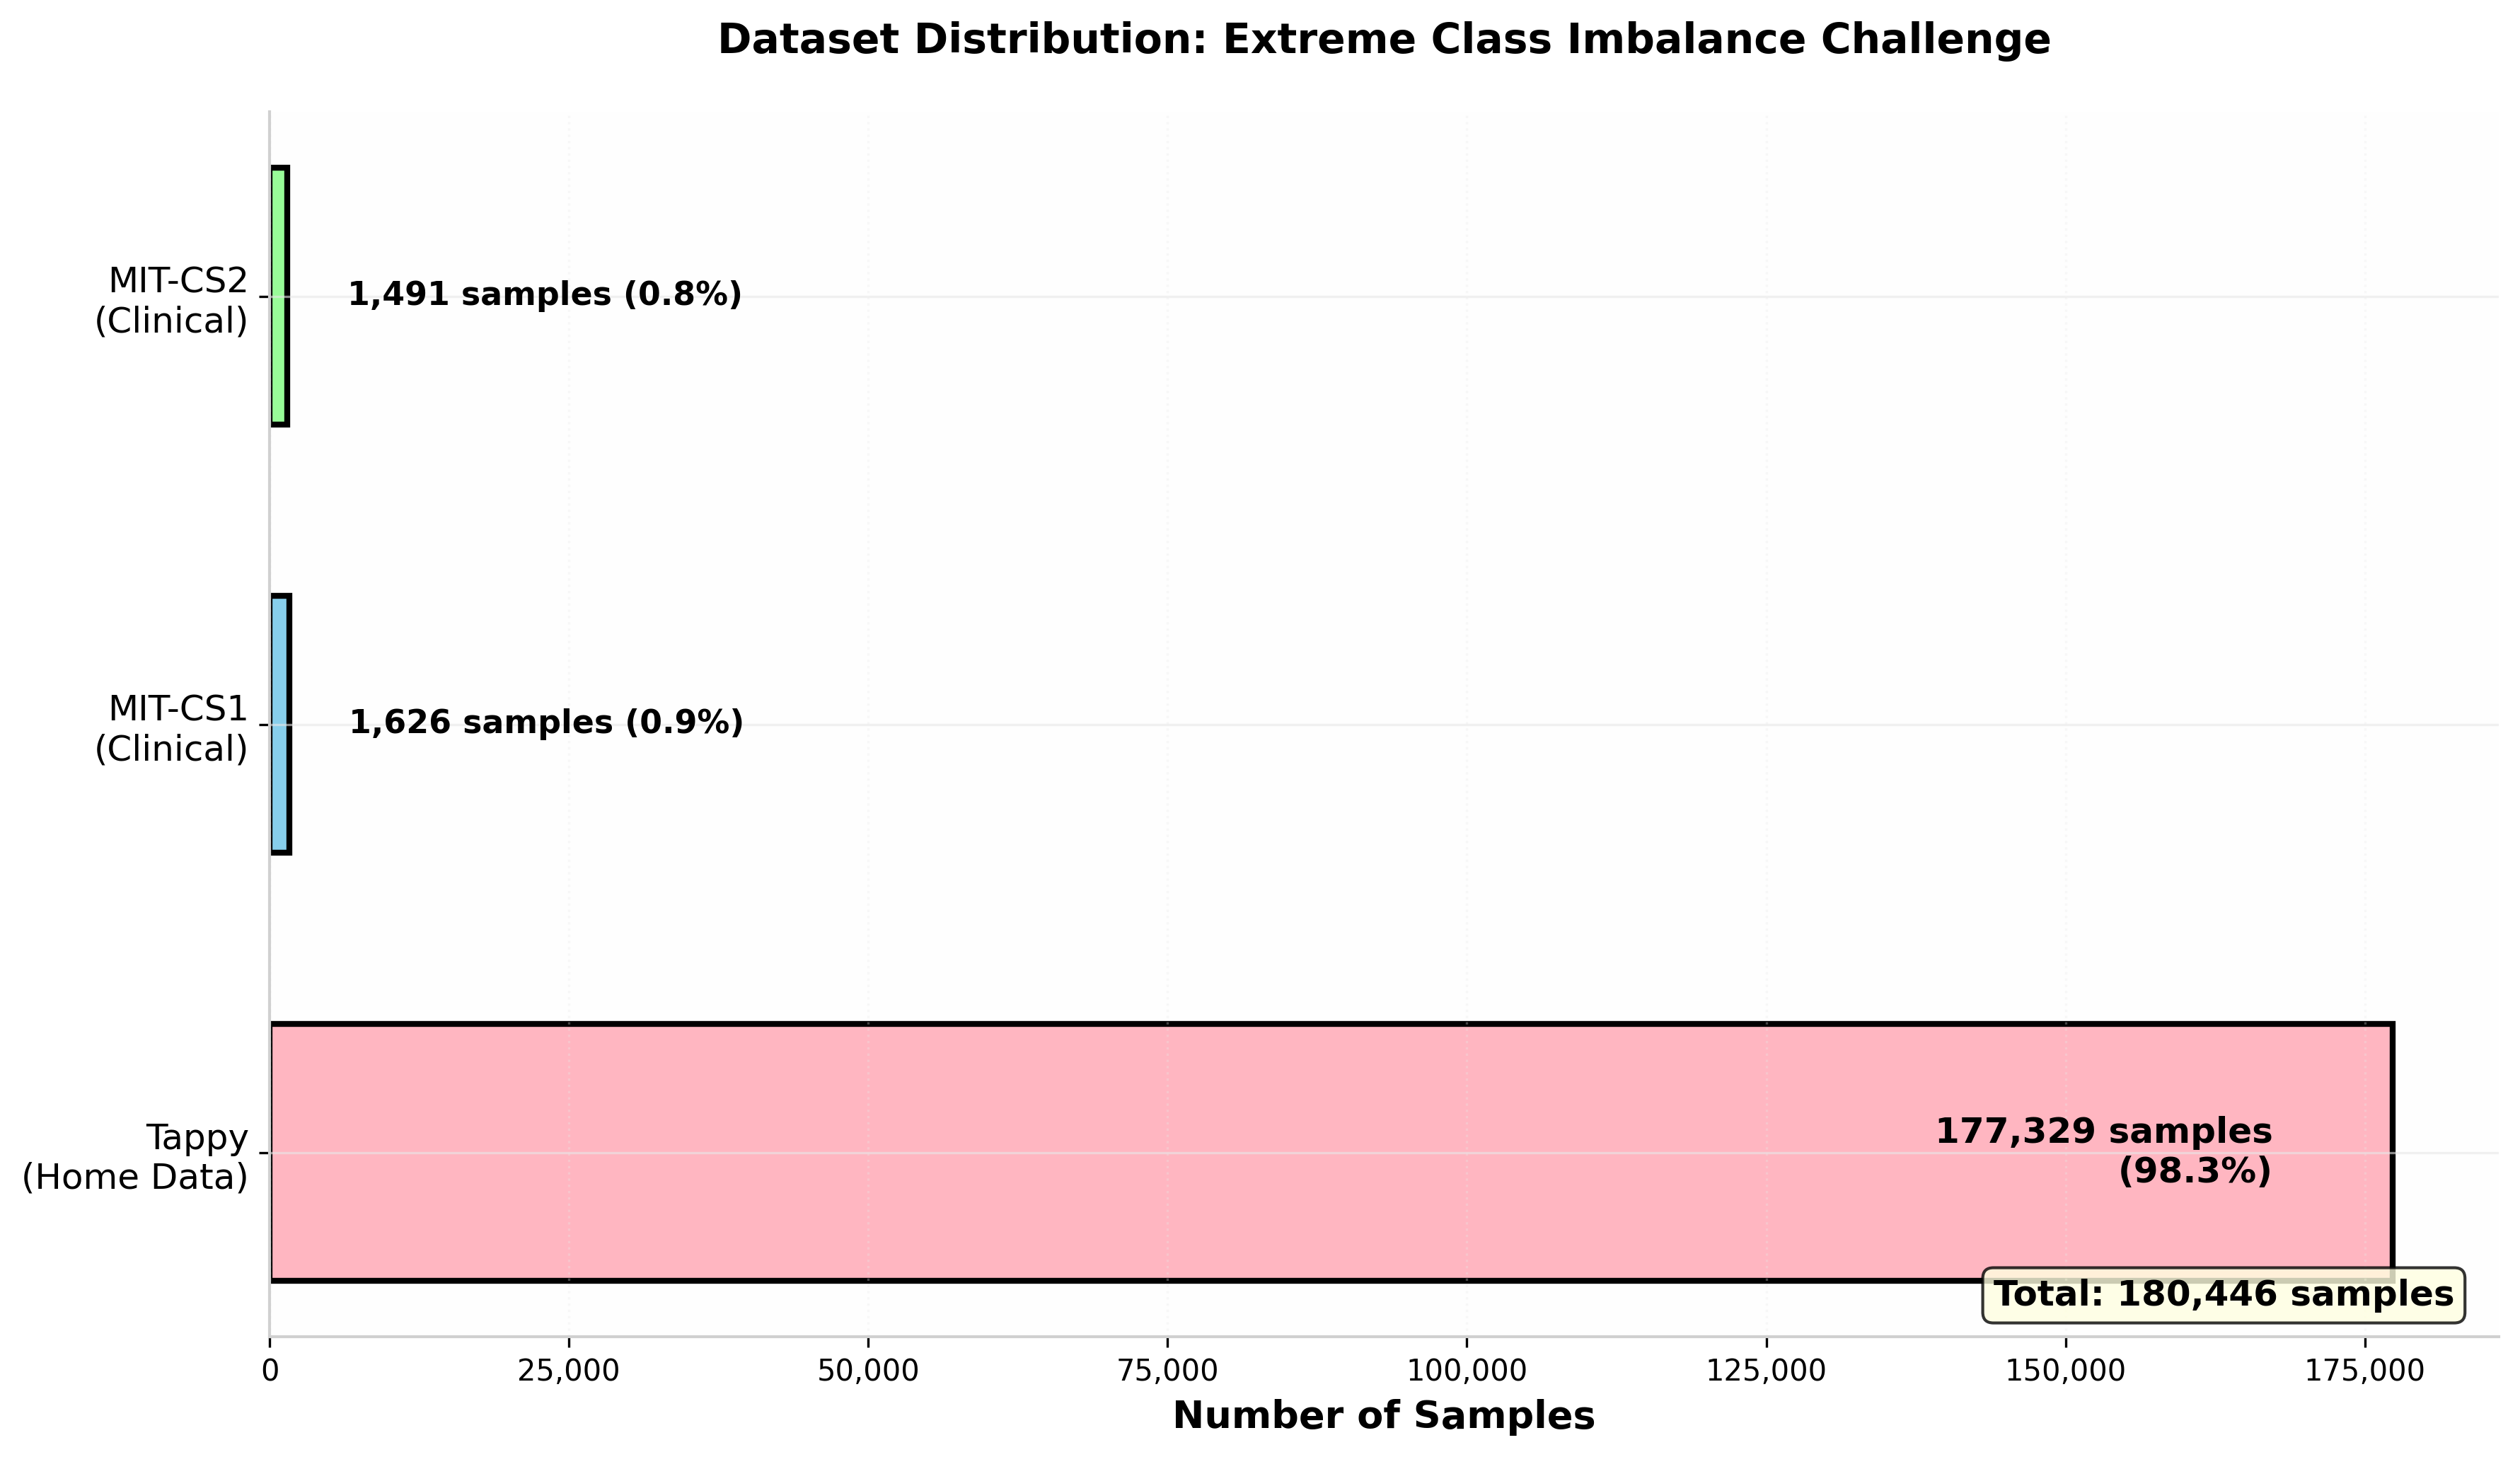 Dataset Distribution: Extreme Class Imbalance Challenge
MIT-CS2
(Clinical)
1,491 samples (0.8%)
MIT-CS1
(Clinical)
1,626 samples (0.9%)
Tappy
(Home Data)
177,329 samples
(98.3%)
Total: 180,446 samples
0 25,000 50,000 75,000 100,000 125,000 150,000 175,000
Number of Samples